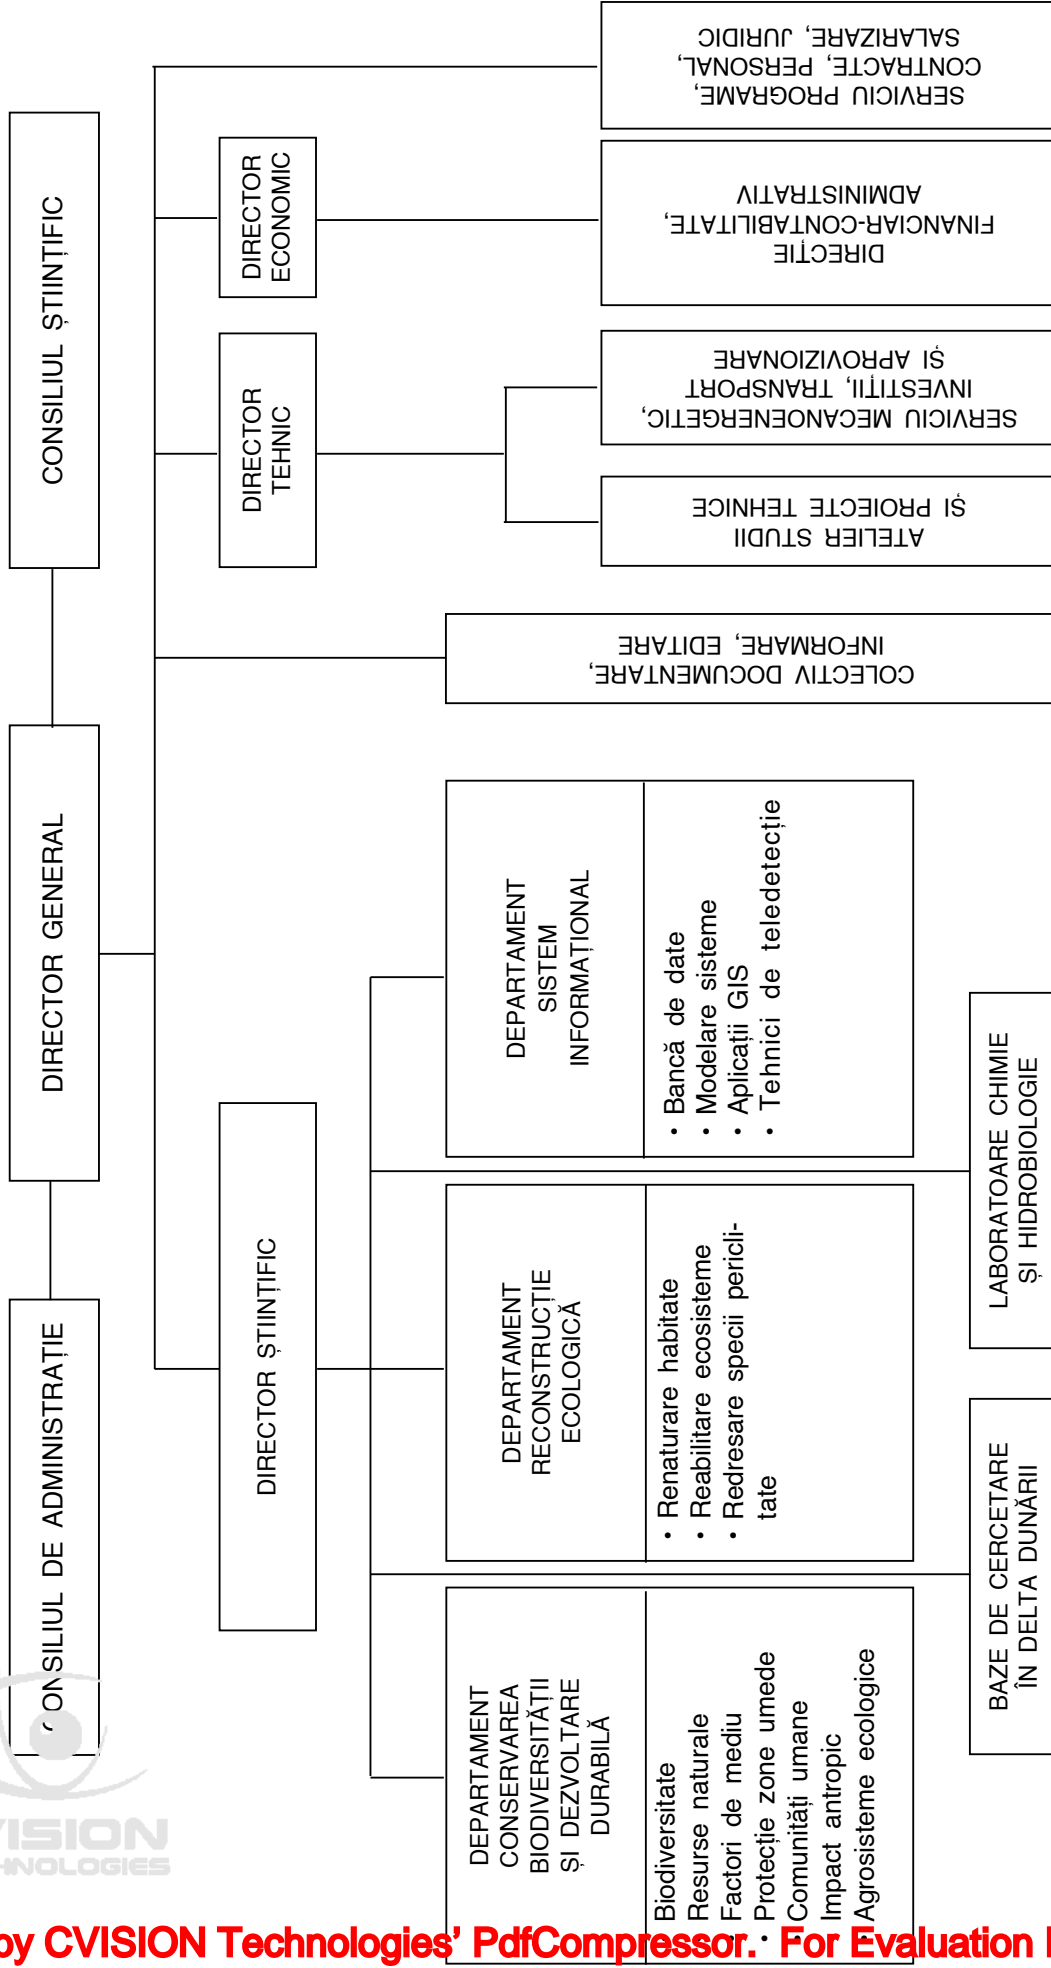 CONSILIUL DE ADMINISTRAȚIE
DIRECTOR GENERAL
CONSILIUL ȘTIINȚIFIC
DIRECTOR ȘTIINȚIFIC
DIRECTOR
TEHNIC
DIRECTOR
ECONOMIC
DEPARTAMENT
CONSERVAREA
BIODIVERSITĂȚII
ȘI DEZVOLTARE
DURABILĂ
Biodiversitate
Resurse naturale
• Factori de mediu
• Protecție zone umede
• Comunități umane
Impact antropic
• Agrosisteme ecologice
DEPARTAMENT
RECONSTRUCȚIE
ECOLOGICĂ
• Renaturare habitate
• Reabilitare ecosisteme
• Redresare specii pericli-
tate
DEPARTAMENT
SISTEM
INFORMAȚIONAL
• Bancă de date
• Modelare sisteme
• Aplicații GIS
• Tehnici de teledetecție
BAZE DE CERCETARE
ÎN DELTA DUNĂRII
LABORATOARE CHIMIE
ȘI HIDROBIOLOGIE
COLECTIV DOCUMENTARE,
INFORMARE, EDITARE
ATELIER STUDII
ȘI PROIECTE TEHNICE
SERVICIU MECANOENERGETIC,
INVESTIȚII, TRANSPORT
ȘI APROVIZIONARE
DIRECȚIE
FINANCIAR-CONTABILITATE,
ADMINISTRATIV
SERVICIU PROGRAME,
CONTRACTE, PERSONAL,
SALARIZARE, JURIDIC
VISION
HNOLOGIES
by CVISION Technologies' PdfCompressor. For Evaluation